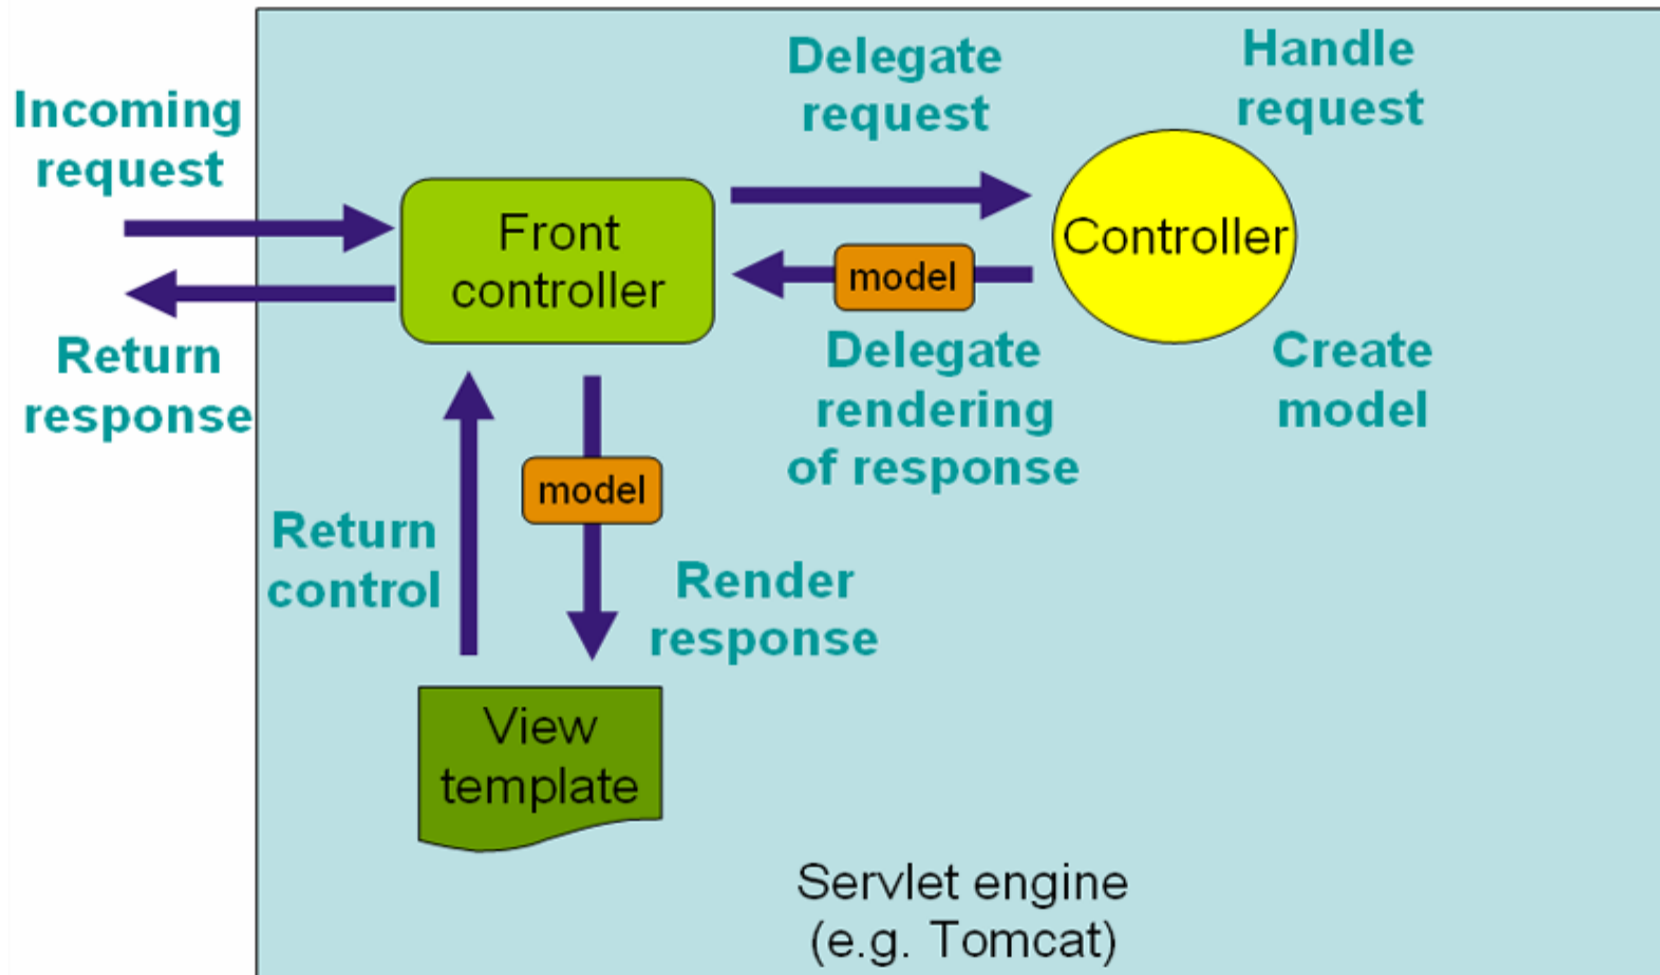 Incoming
request
Delegate
request
Handle
request
Front
controller
model
Controller
Return
response
Delegate
rendering
of response
Create
model
Return
control
model
Render
response
View
template
Servlet engine
(e.g. Tomcat)